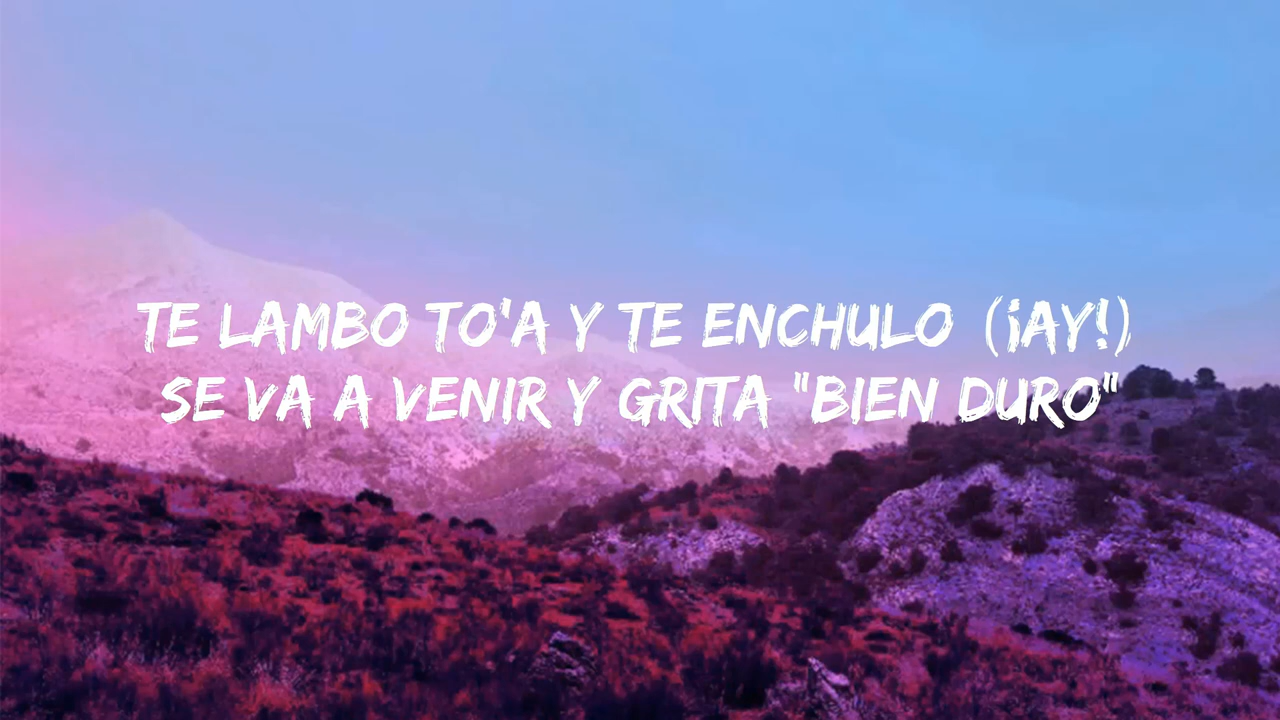 TE LAMBO TO'A Y TE ENCHULO (¡AY!)
SE VA A VENIR Y GRITA "BIEN DURO"